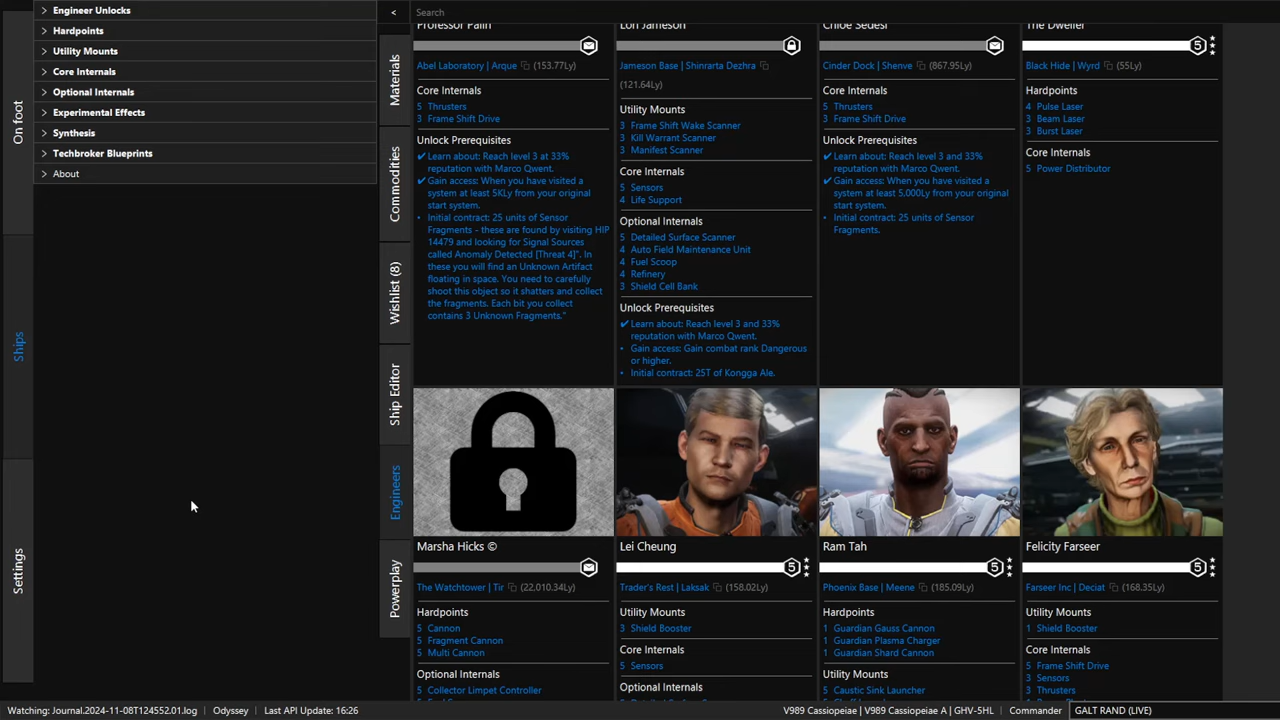 Engineer Unlocks
Hardpoints
Utility Mounts
Core Internals
Optional Internals
Experimental Effects
Synthesis
Techbroker Blueprints
About
On foot
Ships
Settings
<
Search
Materials
Commodities
Wishlist (8)
Ship Editor
Engineers
Powerplay
Professor Palin
Abel Laboratory | Arque (153.77Ly)
Core Internals
5 Thrusters
3 Frame Shift Drive
Unlock Prerequisites
✔ Learn about: Reach level 3 at 33%
reputation with Marco Qwent.
✔ Gain access: When you have visited a
system at least 5KLy from your original
start system.
• Initial contract: 25 units of Sensor
Fragments - these are found by visiting HIP
14479 and looking for Signal Sources
called Anomaly Detected [Threat 4]". In
these you will find an Unknown Artifact
floating in space. You need to carefully
shoot this object so it shatters and collect
the fragments. Each bit you collect
contains 3 Unknown Fragments."
Lori Jameson
Jameson Base | Shinrarta Dezhra
(121.64Ly)
Utility Mounts
3 Frame Shift Wake Scanner
3 Kill Warrant Scanner
3 Manifest Scanner
Core Internals
5 Sensors
4 Life Support
Optional Internals
5 Detailed Surface Scanner
4 Auto Field Maintenance Unit
4 Fuel Scoop
4 Refinery
3 Shield Cell Bank
Unlock Prerequisites
✔ Learn about: Reach level 3 and 33%
reputation with Marco Qwent.
• Gain access: Gain combat rank Dangerous
or higher.
• Initial contract: 25T of Kongga Ale.
Chloe Sedesi
Cinder Dock | Shenve (867.95Ly)
Core Internals
5 Thrusters
3 Frame Shift Drive
Unlock Prerequisites
✔ Learn about: Reach level 3 and 33%
reputation with Marco Qwent.
✔ Gain access: When you have visited a
system at least 5,000Ly from your original
start system.
• Initial contract: 25 units of Sensor
Fragments.
The Dweller
5
Black Hide | Wyrd (55Ly)
Hardpoints
4 Pulse Laser
3 Beam Laser
3 Burst Laser
Core Internals
5 Power Distributor
Marsha Hicks ©
The Watchtower | Tir (22,010.34Ly)
Hardpoints
5 Cannon
5 Fragment Cannon
5 Multi Cannon
Optional Internals
5 Collector Limpet Controller
Lei Cheung
5
Trader's Rest | Laksak (158.02Ly)
Utility Mounts
3 Shield Booster
Core Internals
5 Sensors
Optional Internals
Ram Tah
5
Phoenix Base | Meene (185.09Ly)
Hardpoints
1 Guardian Gauss Cannon
1 Guardian Plasma Charger
1 Guardian Shard Cannon
Utility Mounts
5 Caustic Sink Launcher
Felicity Farseer
5
Farseer Inc | Deciat (168.35Ly)
Utility Mounts
1 Shield Booster
Core Internals
5 Frame Shift Drive
3 Sensors
3 Thrusters
Watching: Journal.2024-11-08T124552.01.log
Odyssey
Last API Update: 16:26
V989 Cassiopeiae | V989 Cassiopeiae A | GHV-5HL
Commander
GALT RAND (LIVE)